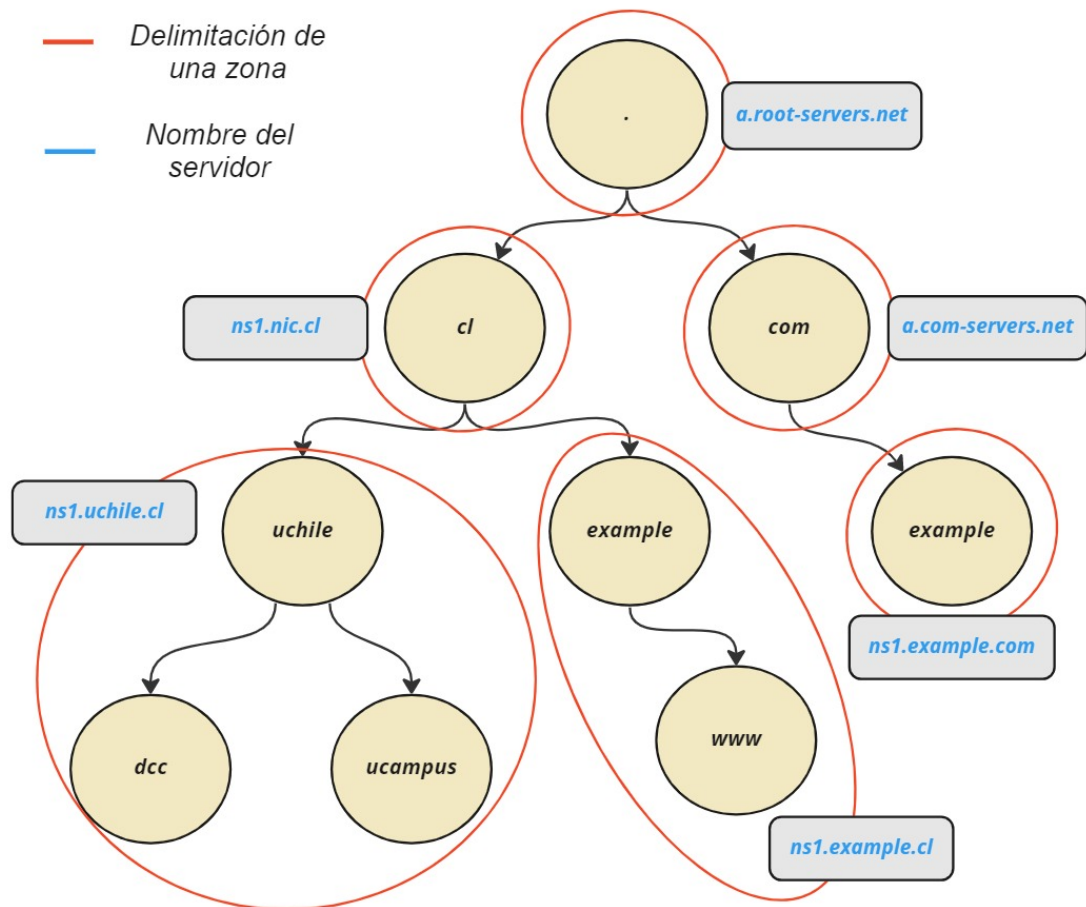 Delimitación de
una zona
Nombre del
servidor
.
a.root-servers.net
ns1.nic.cl
cl
com
a.com-servers.net
ns1.uchile.cl
uchile
example
example
ns1.example.com
dcc
ucampus
www
ns1.example.cl